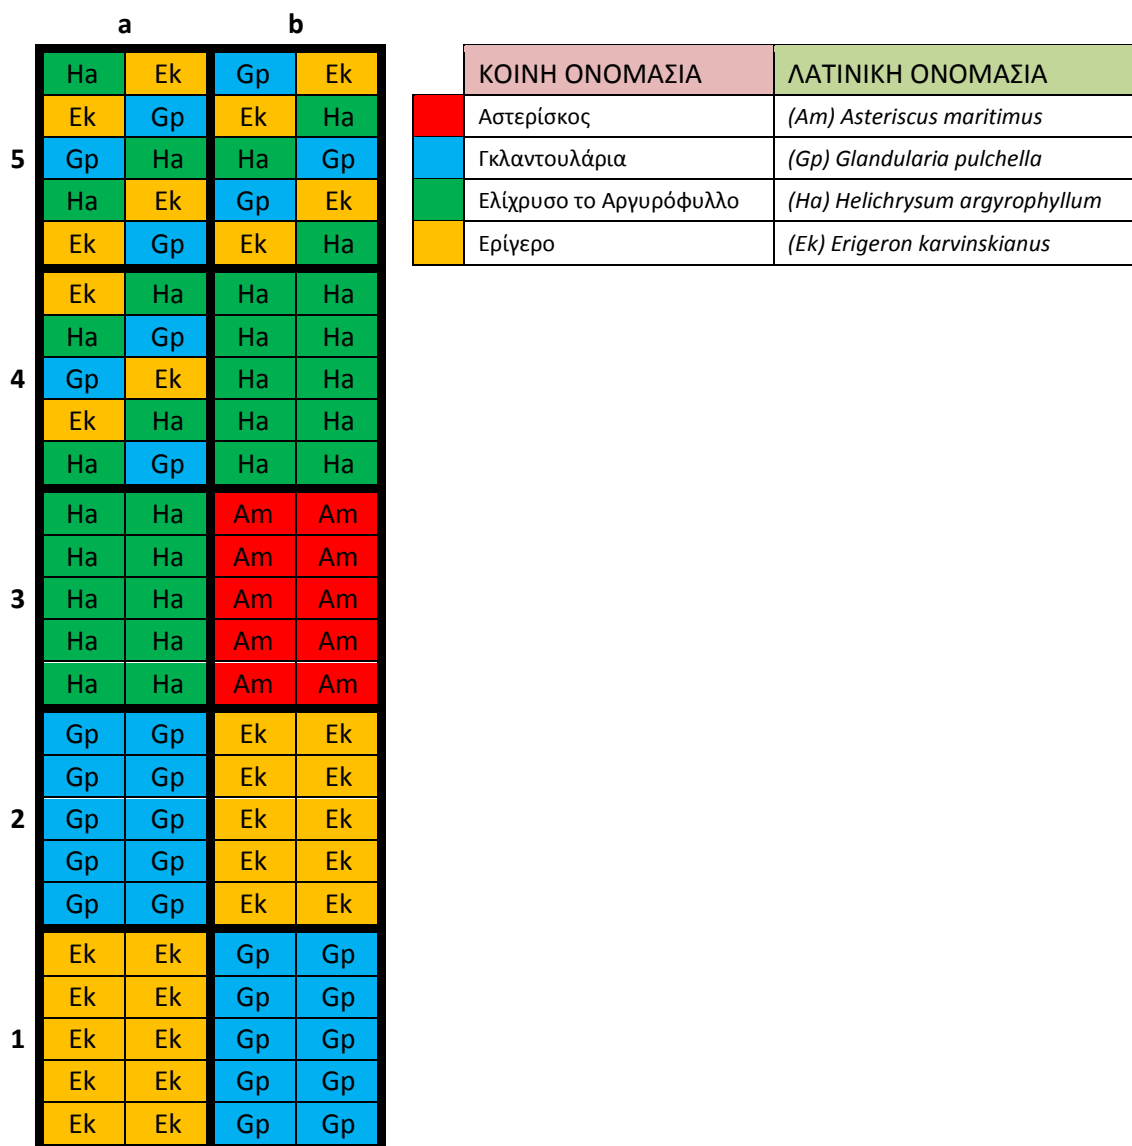 a b
Ha Ek Gp Ek
Ek Gp Ek Ha
5 Gp Ha Ha Gp
Ha Ek Gp Ek
Ek Gp Ek Ha
Ek Ha Ha Ha
Ha Gp Ha Ha
4 Gp Ek Ha Ha
Ek Ha Ha Ha
Ha Gp Ha Ha
Ha Ha Am Am
Ha Ha Am Am
3 Ha Ha Am Am
Ha Ha Am Am
Ha Ha Am Am
Gp Gp Ek Ek
Gp Gp Ek Ek
2 Gp Gp Ek Ek
Gp Gp Ek Ek
Gp Gp Ek Ek
Ek Ek Gp Gp
Ek Ek Gp Gp
1 Ek Ek Gp Gp
Ek Ek Gp Gp
Ek Ek Gp Gp
ΚΟΙΝΗ ΟΝΟΜΑΣΙΑ ΛΑΤΙΝΙΚΗ ΟΝΟΜΑΣΙΑ
Αστερίσκος (Am) Asteriscus maritimus
Γκλαντουλάρια (Gp) Glandularia pulchella
Ελίχρυσο το Αργυρόφυλλο (Ha) Helichrysum argyrophyllum
Ερίγερο (Ek) Erigeron karvinskianus